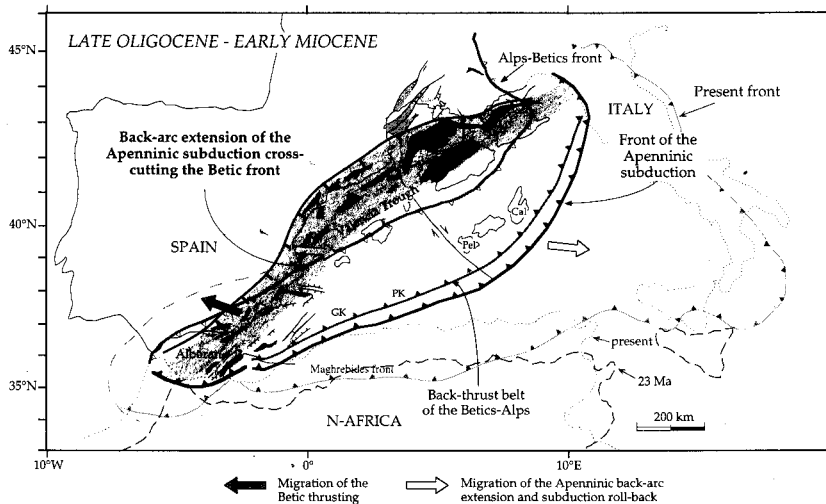 45°N
LATE OLIGOCENE - EARLY MIOCENE
Alps-Betics front
ITALY
Present front
Back-arc extension of the
Apenninic subduction cross-
cutting the Betic front
Front of the
Apenninic
subduction
Valencia Trough
40°N
SPAIN
Cal
Pel
PK
GK
Alboran
35°N
Maghrebides front
present
Back-thrust belt
of the Betics-Alps
23 Ma
N-AFRICA
200 km
10°W
0°
10°E
Migration of the
Betic thrusting
Migration of the Apenninic back-arc
extension and subduction roll-back